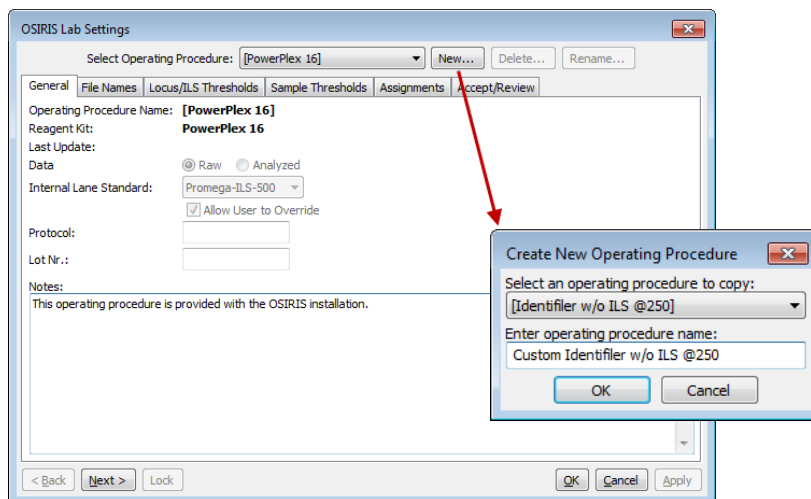 OSIRIS Lab Settings
Select Operating Procedure: [PowerPlex 16] New... Delete... Rename...
General File Names Locus/ILS Thresholds Sample Thresholds Assignments Accept/Review
Operating Procedure Name: [PowerPlex 16]
Reagent Kit: PowerPlex 16
Last Update:
Data Raw Analyzed
Internal Lane Standard: Promega-ILS-500
Allow User to Override
Protocol:
Lot Nr.:
Notes:
This operating procedure is provided with the OSIRIS installation.
< Back Next > Lock OK Cancel Apply
Create New Operating Procedure
Select an operating procedure to copy:
[Identifiler w/o ILS @250]
Enter operating procedure name:
Custom Identifiler w/o ILS @250
OK Cancel